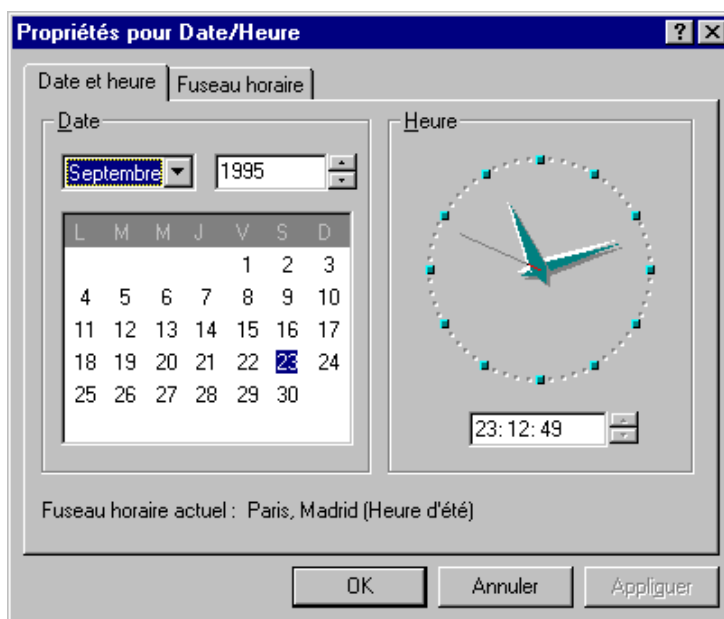 Propriétés pour Date/Heure
Date et heure
Fuseau horaire
Date
Septembre
1995
L M M J V S D
1 2 3
4 5 6 7 8 9 10
11 12 13 14 15 16 17
18 19 20 21 22 23 24
25 26 27 28 29 30
Heure
23:12:49
Fuseau horaire actuel : Paris, Madrid (Heure d'été)
OK
Annuler
Appliquer